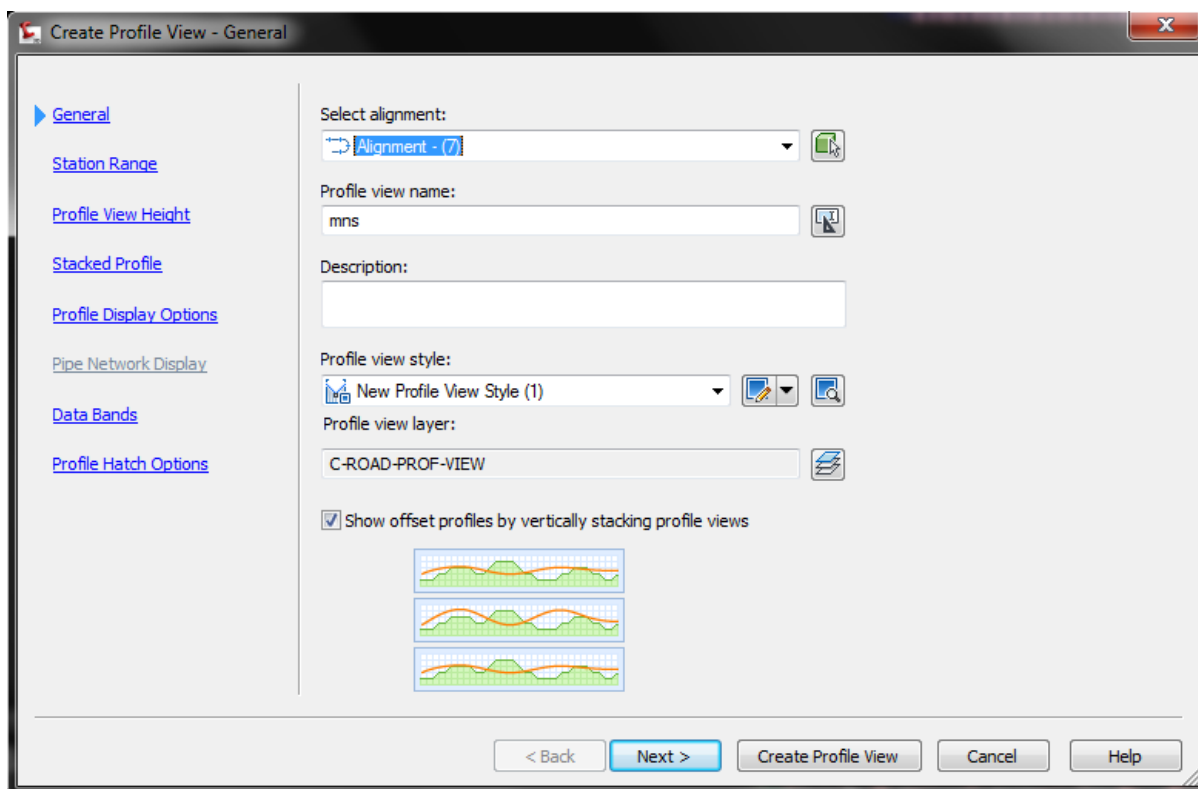 Create Profile View - General
General
Station Range
Profile View Height
Stacked Profile
Profile Display Options
Pipe Network Display
Data Bands
Profile Hatch Options
Select alignment:
Alignment - (7)
Profile view name:
mns
Description:
Profile view style:
New Profile View Style (1)
Profile view layer:
C-ROAD-PROF-VIEW
Show offset profiles by vertically stacking profile views
< Back
Next >
Create Profile View
Cancel
Help